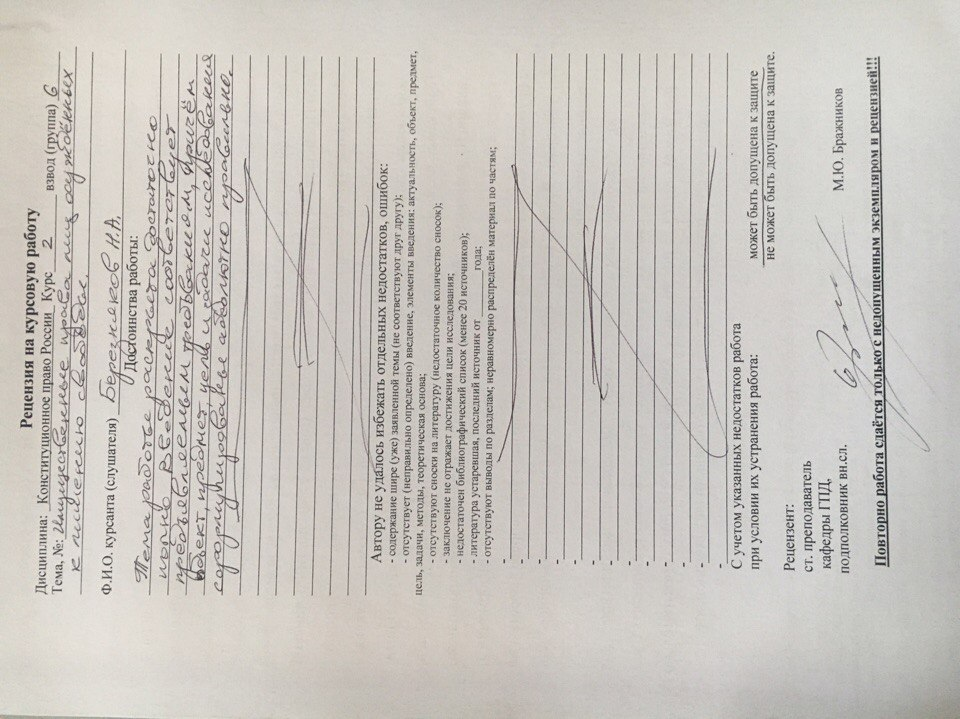 Рецензия на курсовую работу
Дисциплина: Конституционное право России Курс 2 взвод (группа) 6
Тема, №: Имущественные права лиц осуждённых
к лишению свободы.
Ф.И.О. курсанта (слушателя) Березняков Н.А.
Достоинства работы:
Тема работы раскрыта достаточно
полно. Введение соответствует
предъявляемым требованиям, причём
объект, предмет, цель и задачи исследования
сформулированы абсолютно правильно.
Автору не удалось избежать отдельных недостатков, ошибок:
- содержание шире (уже) заявленной темы (не соответствуют друг другу);
- отсутствует (неправильно определено) введение, элементы введения: актуальность, объект, предмет,
цель, задачи, методы, теоретическая основа;
- отсутствуют сноски на литературу (недостаточное количество сносок);
- заключение не отражает достижения цели исследования;
- недостаточен библиографический список (менее 20 источников);
- литература устаревшая, последний источник от ____ года;
- отсутствуют выводы по разделам; неравномерно распределён материал по частям;
С учетом указанных недостатков работа может быть допущена к защите
при условии их устранения работа: не может быть допущена к защите.
Рецензент:
ст. преподаватель
кафедры ГПД,
подполковник вн.сл. М.Ю. Бражников
Повторно работа сдаётся только с недопущенным экземпляром и рецензией!!!